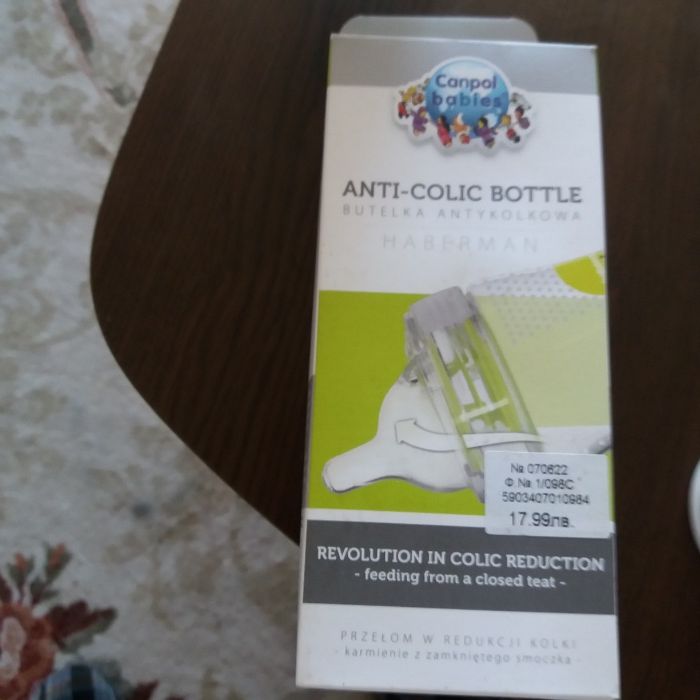 Canpol
babies
ANTI-COLIC BOTTLE
BUTELKA ANTYKOLKOWA
HABERMAN
№ 070622
Ф.№ 1/098C
5903407010984
17.99лв.
REVOLUTION IN COLIC REDUCTION
- feeding from a closed teat -
PRZEŁOM W REDUKCJI KOLKI
- karmienie z zamkniętego smoczka -